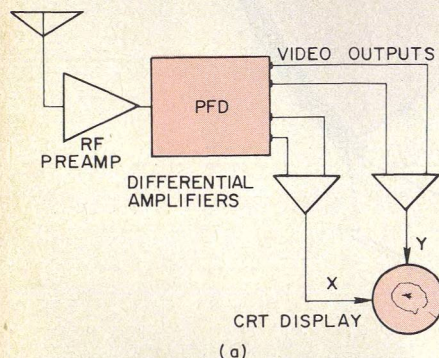 VIDEO OUTPUTS
PFD
RF
PREAMP
DIFFERENTIAL
AMPLIFIERS
Y
X
CRT DISPLAY
(a)